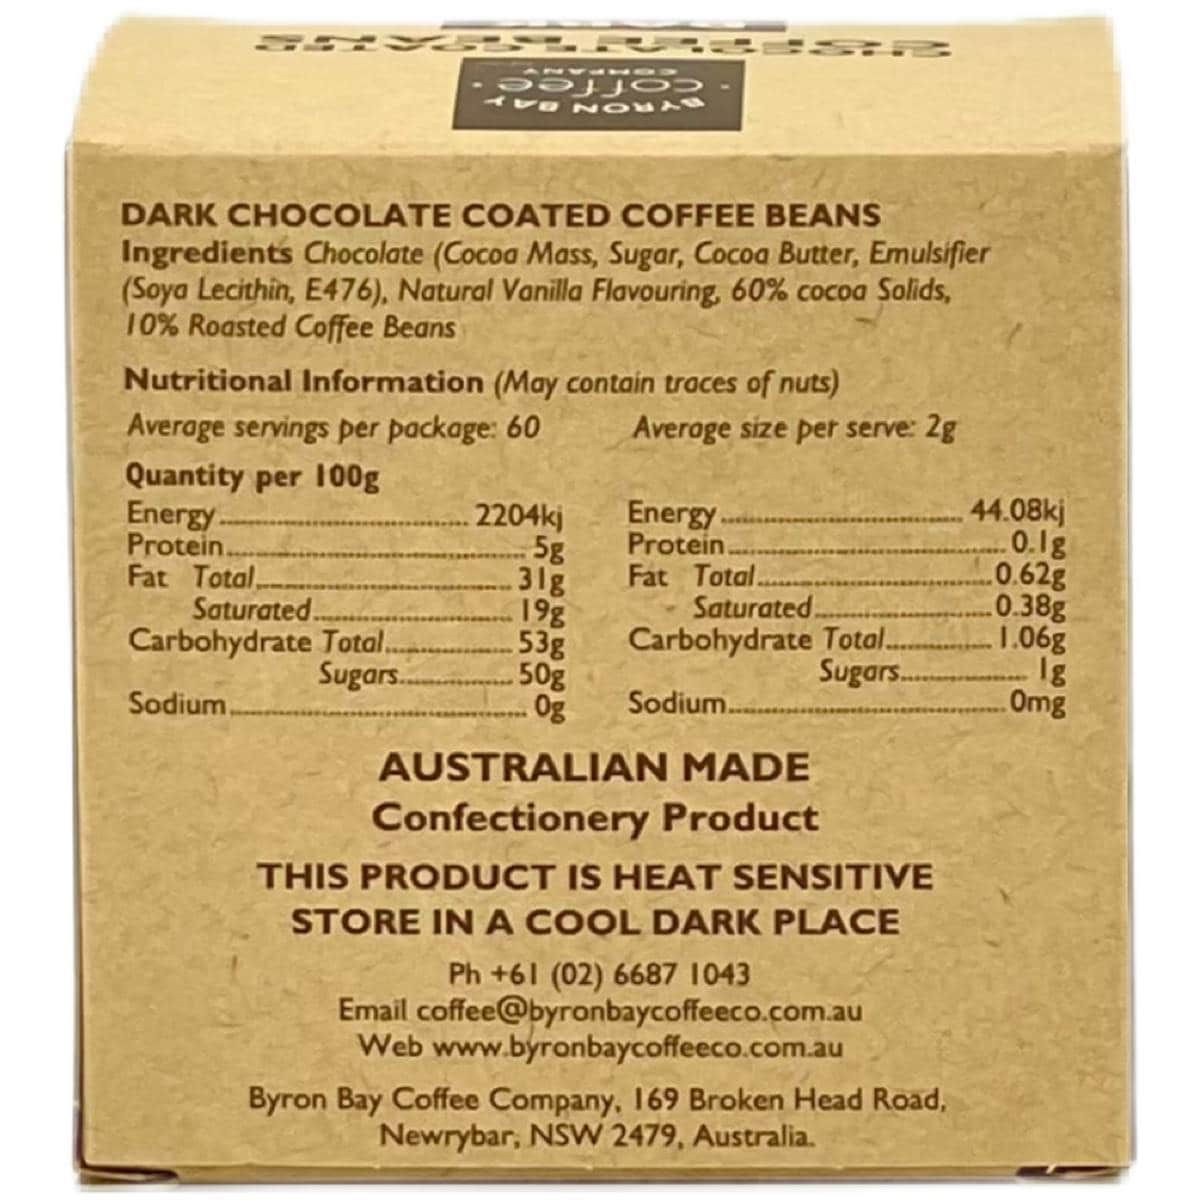 CHOCOLATE COATED
COFFEE BEANS
BYRON BAY
coffee
COMPANY
DARK CHOCOLATE COATED COFFEE BEANS
Ingredients Chocolate (Cocoa Mass, Sugar, Cocoa Butter, Emulsifier
(Soya Lecithin, E476), Natural Vanilla Flavouring, 60% cocoa Solids,
10% Roasted Coffee Beans
Nutritional Information (May contain traces of nuts)
Average servings per package: 60 Average size per serve: 2g
Quantity per 100g
Energy 2204kj Energy 44.08kj
Protein 5g Protein 0.1g
Fat Total 31g Fat Total 0.62g
Saturated 19g Saturated 0.38g
Carbohydrate Total 53g Carbohydrate Total 1.06g
Sugars 50g Sugars 1g
Sodium 0g Sodium 0mg
AUSTRALIAN MADE
Confectionery Product
THIS PRODUCT IS HEAT SENSITIVE
STORE IN A COOL DARK PLACE
Ph +61 (02) 6687 1043
Email coffee@byronbaycoffeeco.com.au
Web www.byronbaycoffeeco.com.au
Byron Bay Coffee Company, 169 Broken Head Road,
Newrybar, NSW 2479, Australia.